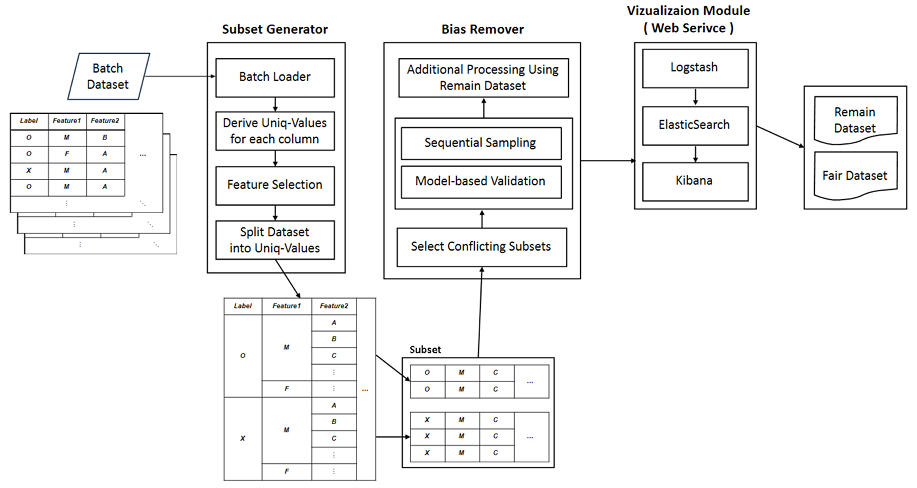 Subset Generator
Bias Remover
Vizualizaion Module
( Web Serivce )
Batch
Dataset
Batch Loader
Derive Uniq-Values
for each column
Feature Selection
Split Dataset
into Uniq-Values
Additional Processing Using
Remain Dataset
Sequential Sampling
Model-based Validation
Select Conflicting Subsets
Logstash
ElasticSearch
Kibana
Remain
Dataset
Fair Dataset
Label Feature1 Feature2
O M B
O F A ...
X M A
O M A
⋮ ⋱
⋮ ⋱
⋮ ⋱
Label Feature1 Feature2
A
B
M
O C
⋮
F ⋮ ...
A
M B
X C
⋮
F ⋮
Subset
O M C ...
O M C
X M C
X M C ...
X M C